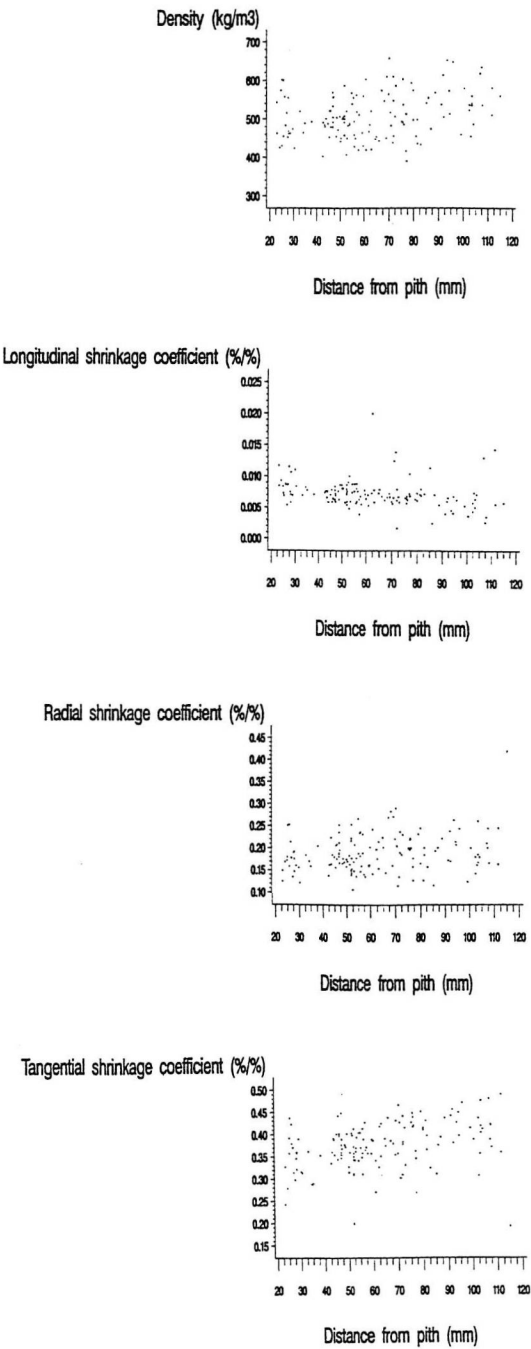 Density (kg/m3)
700
600
500
400
300
20 30 40 50 60 70 80 90 100 110 120
Distance from pith (mm)
Longitudinal shrinkage coefficient (%/%)
0.025
0.020
0.015
0.010
0.005
0.000
20 30 40 50 60 70 80 90 100 110 120
Distance from pith (mm)
Radial shrinkage coefficient (%/%)
0.45
0.40
0.35
0.30
0.25
0.20
0.15
0.10
20 30 40 50 60 70 80 90 100 110 120
Distance from pith (mm)
Tangential shrinkage coefficient (%/%)
0.50
0.45
0.40
0.35
0.30
0.25
0.20
0.15
20 30 40 50 60 70 80 90 100 110 120
Distance from pith (mm)